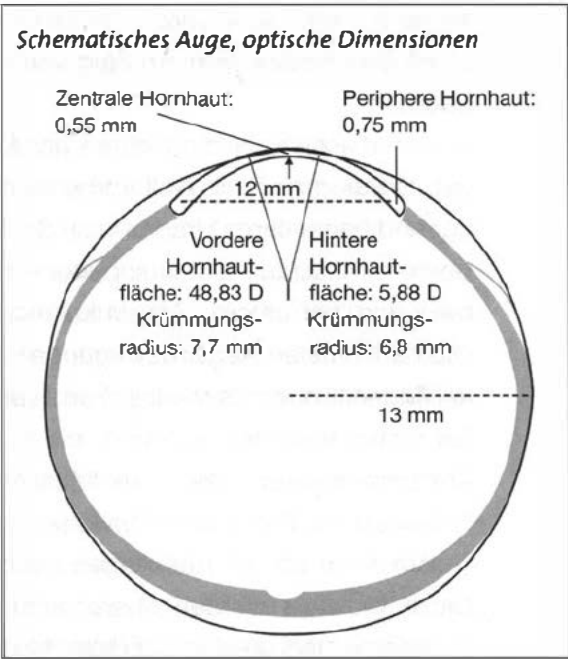 Schematisches Auge, optische Dimensionen
Zentrale Hornhaut:
0,55 mm
Periphere Hornhaut:
0,75 mm
12 mm
Vordere
Hornhaut-
fläche: 48,83 D
Krümmungs-
radius: 7,7 mm
Hintere
Hornhaut-
fläche: 5,88 D
Krümmungs-
radius: 6,8 mm
13 mm